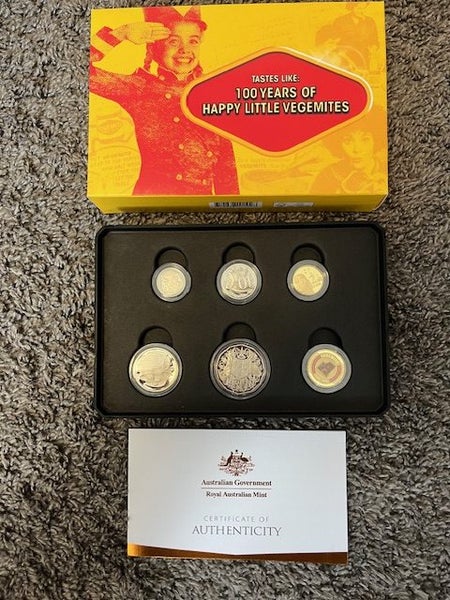 TASTES LIKE:
100 YEARS OF
HAPPY LITTLE VEGEMITES
Australian Government
Royal Australian Mint
CERTIFICATE OF
AUTHENTICITY